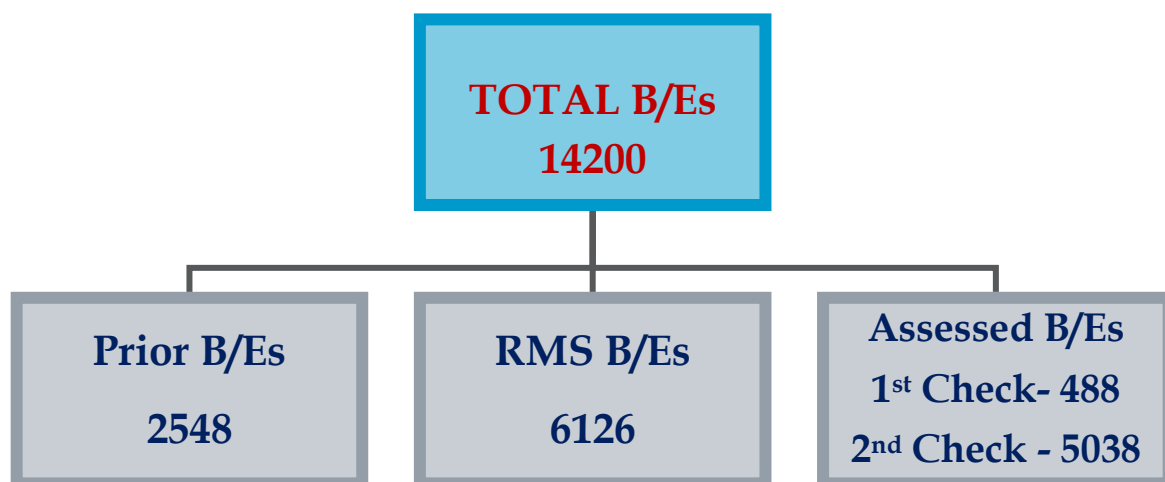 TOTAL B/Es
14200
Prior B/Es
2548
RMS B/Es
6126
Assessed B/Es
1st Check- 488
2nd Check - 5038